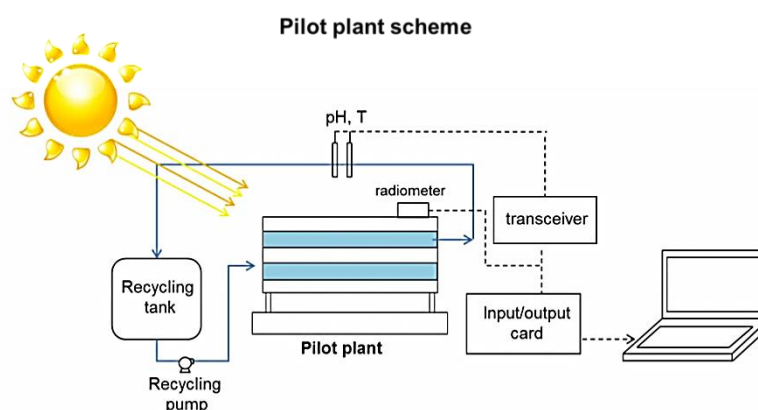 Pilot plant scheme
pH, T
radiometer
transceiver
Recycling
tank
Input/output
card
Pilot plant
Recycling
pump